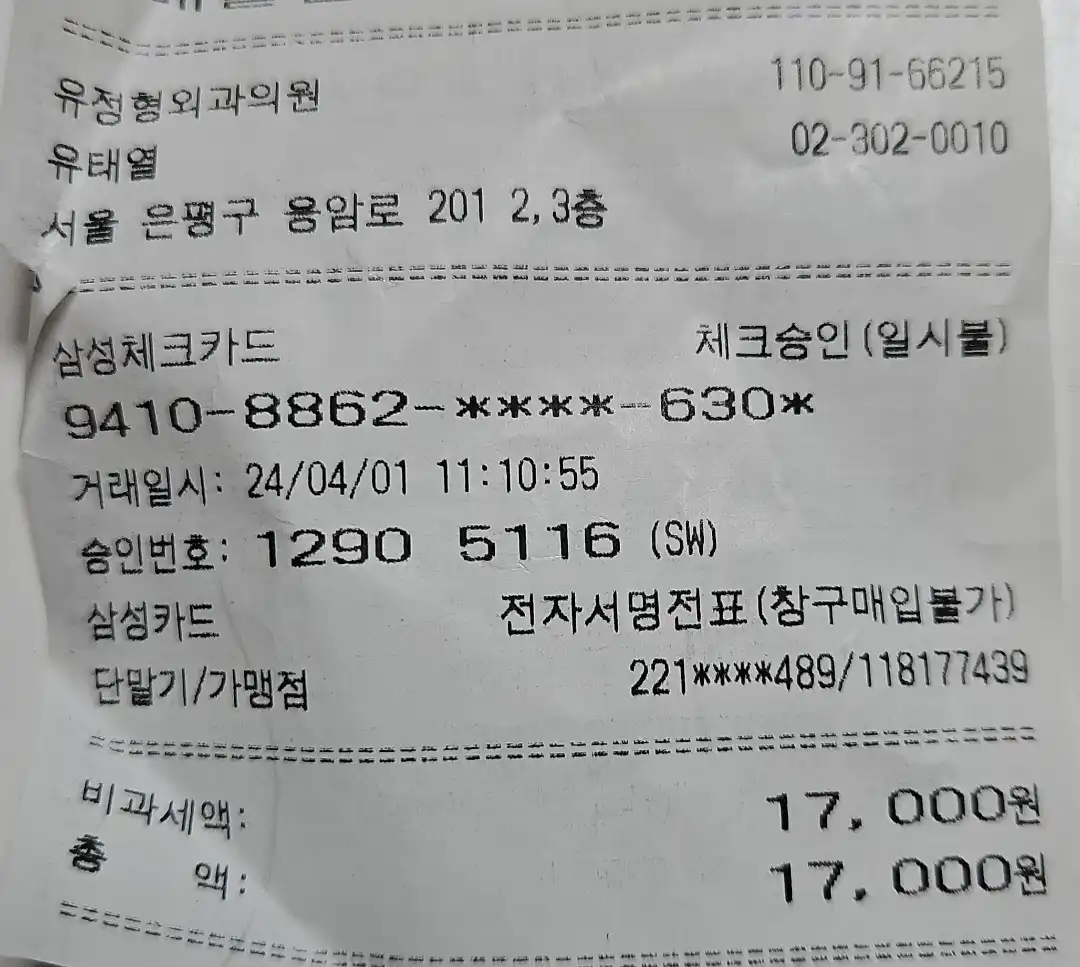 유정형외과의원 110-91-66215
유태열 02-302-0010
서울 은평구 응암로 201 2,3층
삼성체크카드 체크승인(일시불)
9410-8862-****-630*
거래일시: 24/04/01 11:10:55
승인번호: 1290 5116 (SW)
삼성카드 전자서명전표(창구매입불가)
단말기/가맹점 221****489/118177439
비과세액: 17,000원
총 액: 17,000원